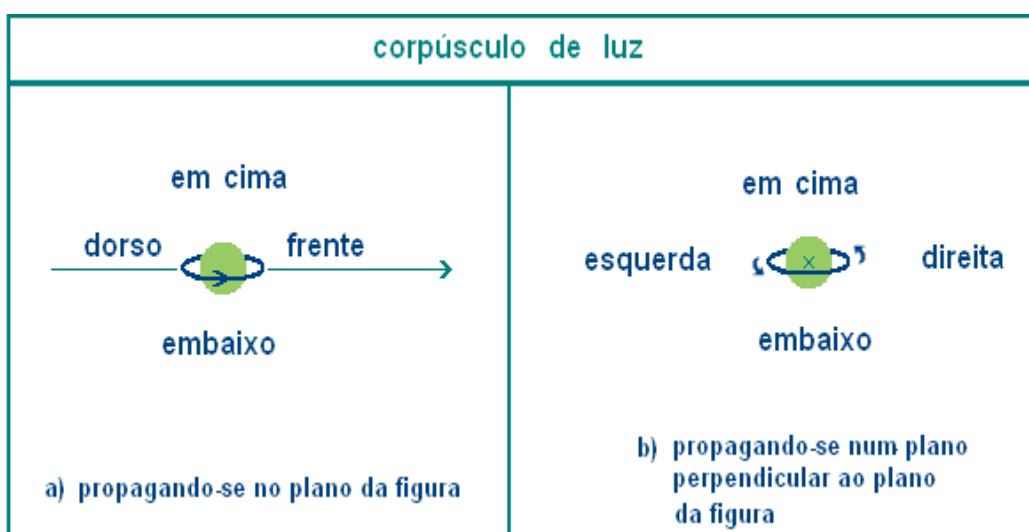 corpúsculo de luz
em cima
dorso frente
embaixo
a) propagando-se no plano da figura
em cima
esquerda direita
embaixo
b) propagando-se num plano
perpendicular ao plano
da figura